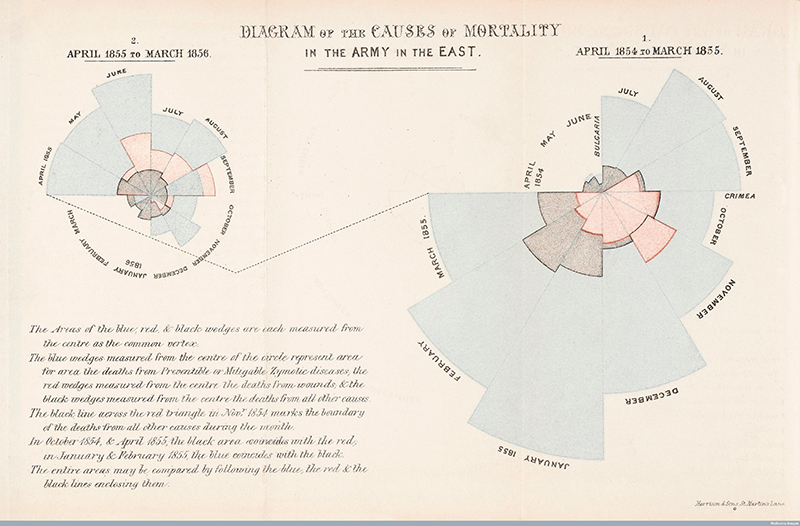 DIAGRAM OF THE CAUSES OF MORTALITY
IN THE ARMY IN THE EAST.
2.
APRIL 1855 TO MARCH 1856.
1.
APRIL 1854 TO MARCH 1855.
APRIL 1855
MAY
JUNE
JULY
AUGUST
SEPTEMBER
OCTOBER
NOVEMBER
DECEMBER
JANUARY
1856
FEBRUARY
MARCH
APRIL
1854
MAY
JUNE
BULGARIA
JULY
AUGUST
SEPTEMBER
CRIMEA
OCTOBER
NOVEMBER
DECEMBER
JANUARY 1855
FEBRUARY
MARCH 1855.
The Areas of the blue, red, & black wedges are each measured from
the centre as the common vertex.
The blue wedges measured from the centre of the circle represent area
for area the deaths from Preventible or Mitigable Zymotic diseases, the
red wedges measured from the centre the deaths from wounds, & the
black wedges measured from the centre the deaths from all other causes.
The black line across the red triangle in Novr. 1854 marks the boundary
of the deaths from all other causes during the month.
In October 1854, & April 1855, the black area coincides with the red,
in January & February 1855, the blue coincides with the black.
The entire areas may be compared by following the blue, the red & the
black lines enclosing them.
Harrison & Sons, St. Martin's Lane.
Wellcome Images